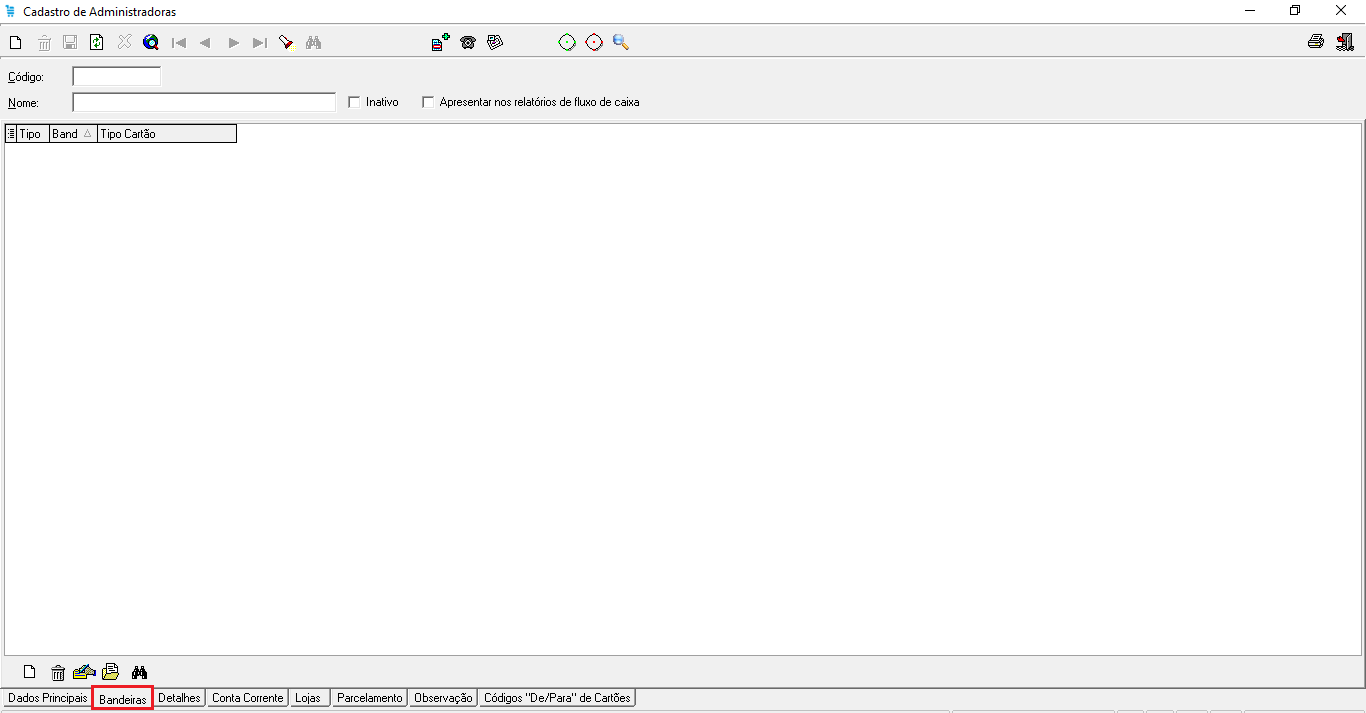 Cadastro de Administradoras
Código:
Nome:
Inativo
Apresentar nos relatórios de fluxo de caixa
Tipo Band Tipo Cartão
Dados Principais Bandeiras Detalhes Conta Corrente Lojas Parcelamento Observação Códigos "De/Para" de Cartões